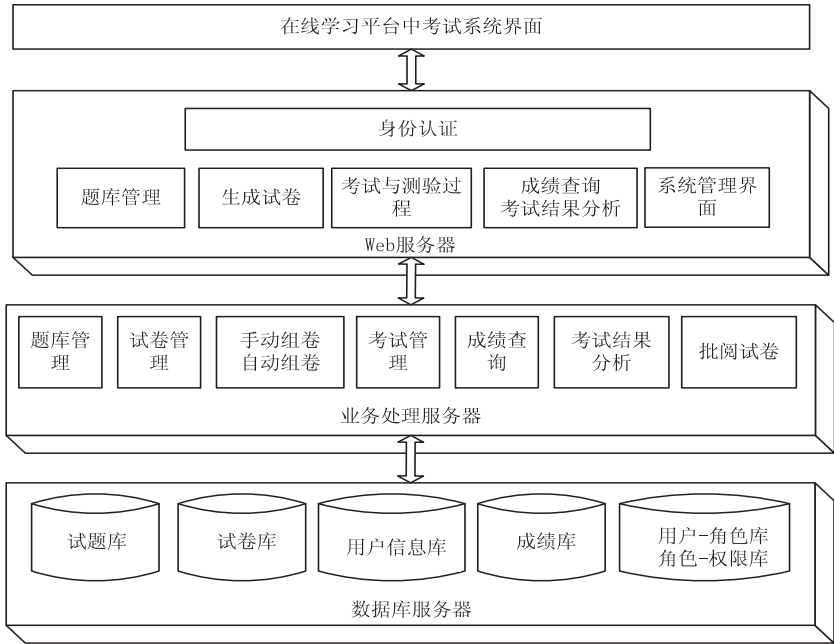 在线学习平台中考试系统界面
身份认证
题库管理
生成试卷
考试与测验过
程
成绩查询
考试结果分析
系统管理界
面
Web服务器
题库管
理
试卷管
理
手动组卷
自动组卷
考试管
理
成绩查
询
考试结果
分析
批阅试卷
业务处理服务器
试题库
试卷库
用户信息库
成绩库
用户-角色库
角色-权限库
数据库服务器